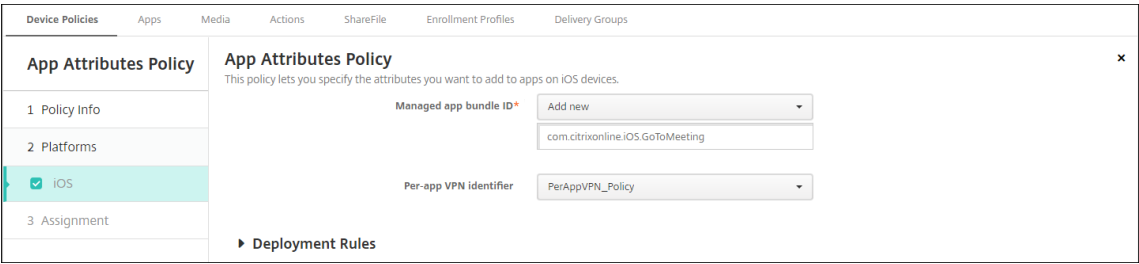 Device Policies Apps Media Actions ShareFile Enrollment Profiles Delivery Groups
App Attributes Policy
1 Policy Info
2 Platforms
iOS
3 Assignment
App Attributes Policy
This policy lets you specify the attributes you want to add to apps on iOS devices.
Managed app bundle ID* Add new
com.citrixonline.iOS.GoToMeeting
Per-app VPN identifier PerAppVPN_Policy
Deployment Rules